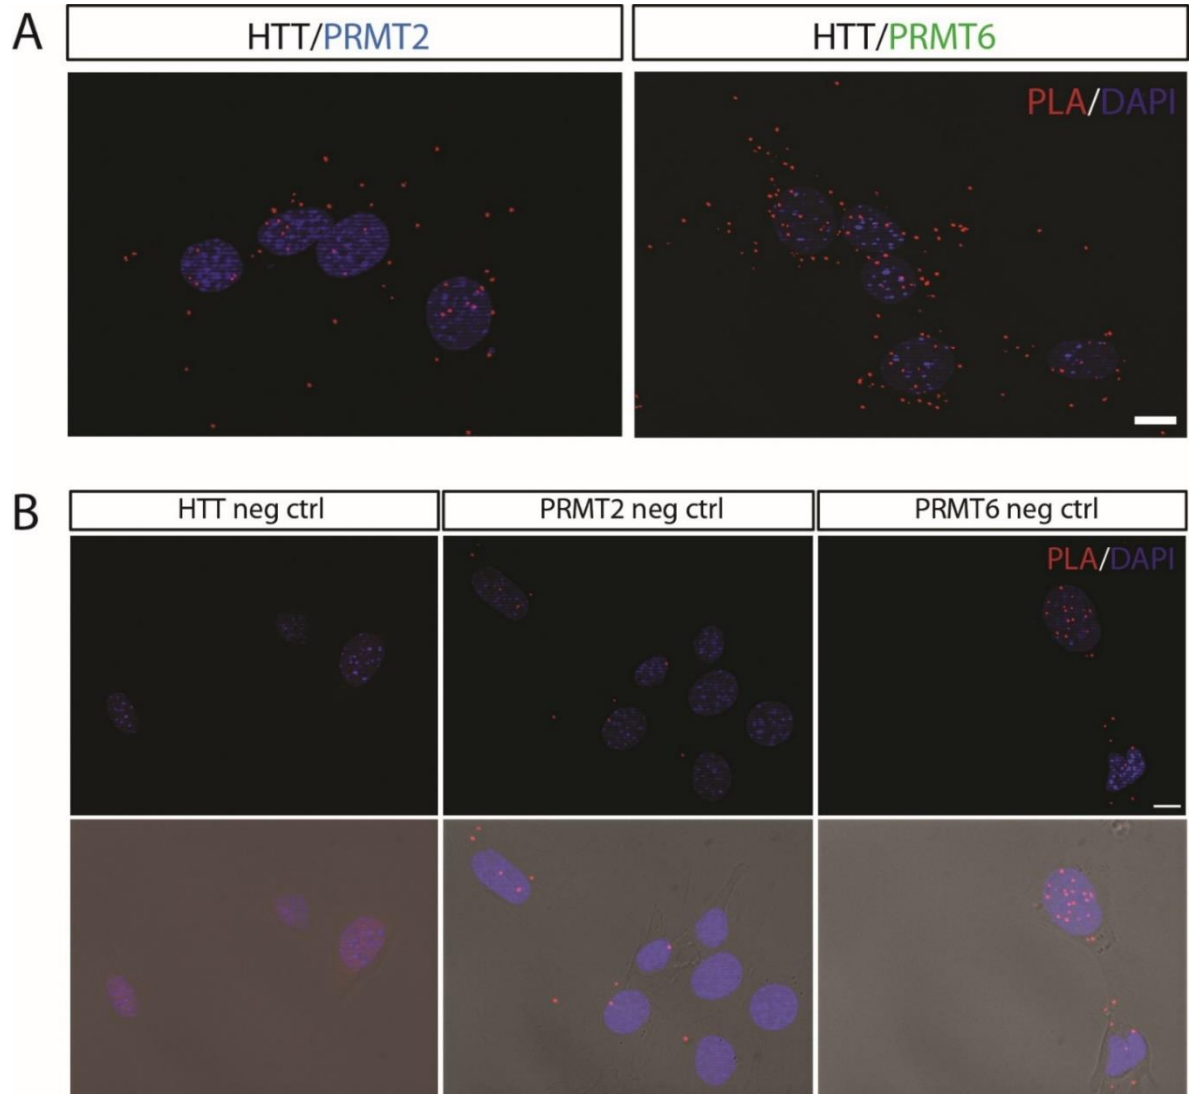 A
HTT/PRMT2
HTT/PRMT6
PLA/DAPI
B
HTT neg ctrl
PRMT2 neg ctrl
PRMT6 neg ctrl
PLA/DAPI